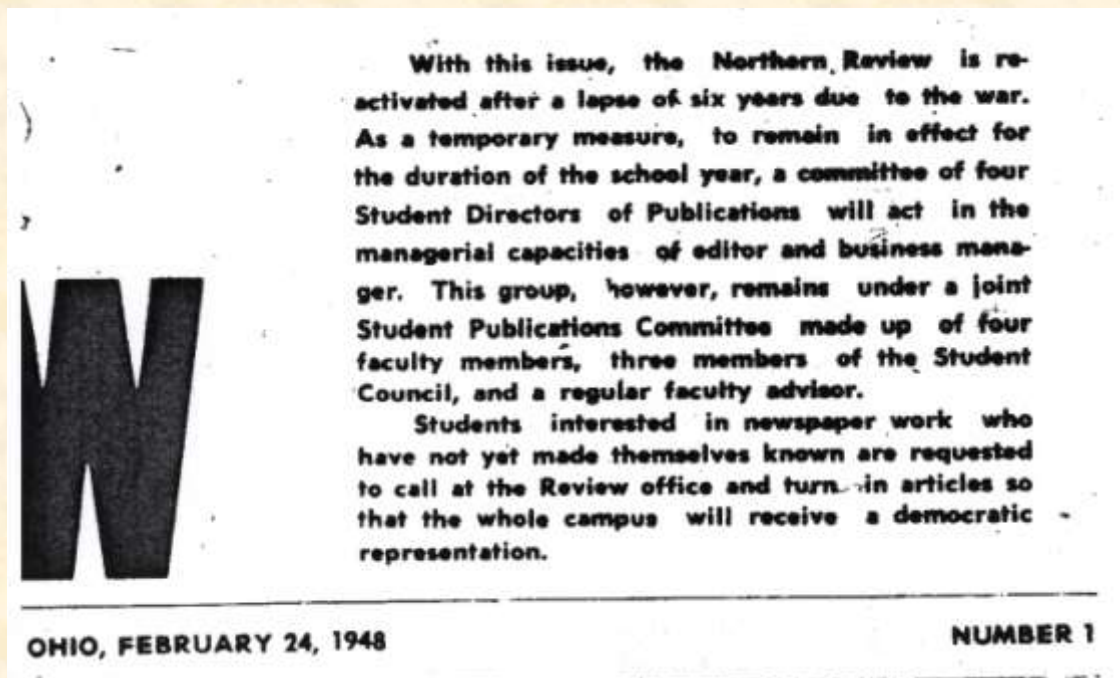 With this issue, the Northern Review is re-
activated after a lapse of six years due to the war.
As a temporary measure, to remain in effect for
the duration of the school year, a committee of four
Student Directors of Publications will act in the
managerial capacities of editor and business mana-
ger. This group, however, remains under a joint
Student Publications Committee made up of four
faculty members, three members of the Student
Council, and a regular faculty advisor.
Students interested in newspaper work who
have not yet made themselves known are requested
to call at the Review office and turn in articles so
that the whole campus will receive a democratic
representation.
W
OHIO, FEBRUARY 24, 1948 NUMBER 1